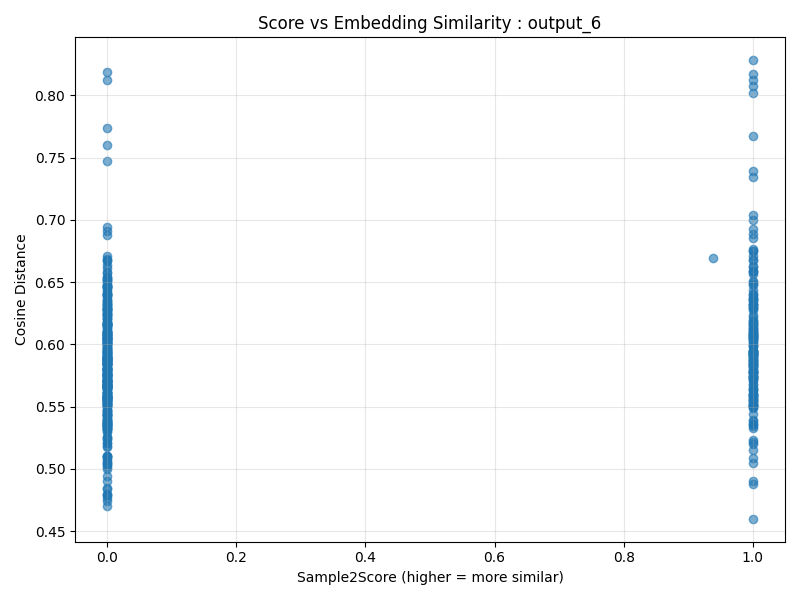 Score vs Embedding Similarity : output_6
Cosine Distance
0.80
0.75
0.70
0.65
0.60
0.55
0.50
0.45
0.0 0.2 0.4 0.6 0.8 1.0
Sample2Score (higher = more similar)